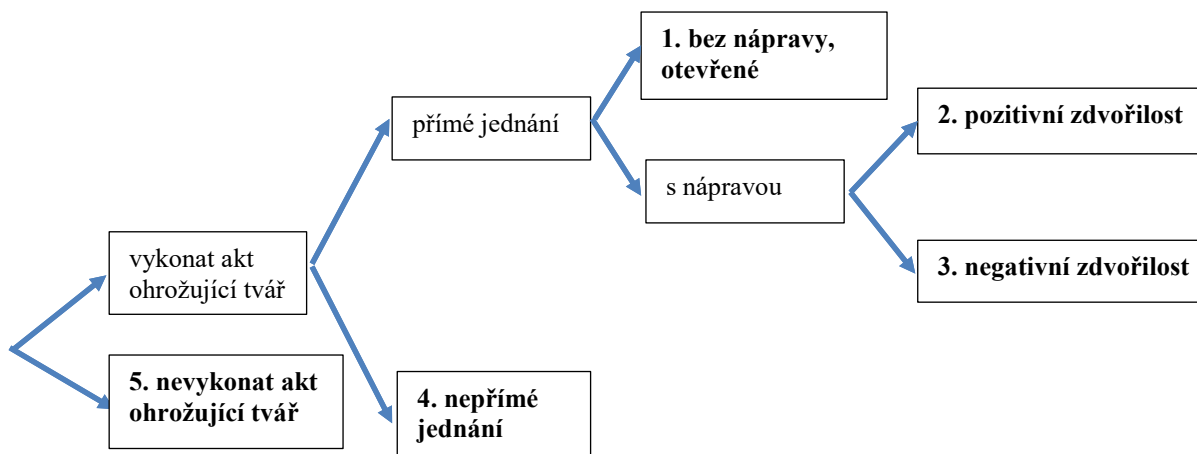 1. bez nápravy,
otevřené
přímé jednání
2. pozitivní zdvořilost
s nápravou
vykonat akt
ohrožující tvář
3. negativní zdvořilost
5. nevykonat akt
ohrožující tvář
4. nepřímé
jednání